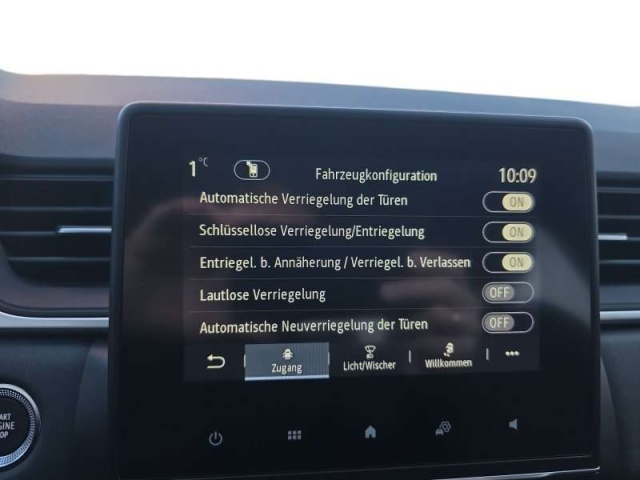 1°C
Fahrzeugkonfiguration
10:09
Automatische Verriegelung der Türen ON
Schlüssellose Verriegelung/Entriegelung ON
Entriegel. b. Annäherung / Verriegel. b. Verlassen ON
Lautlose Verriegelung OFF
Automatische Neuverriegelung der Türen OFF
Zugang
Licht/Wischer
Willkommen